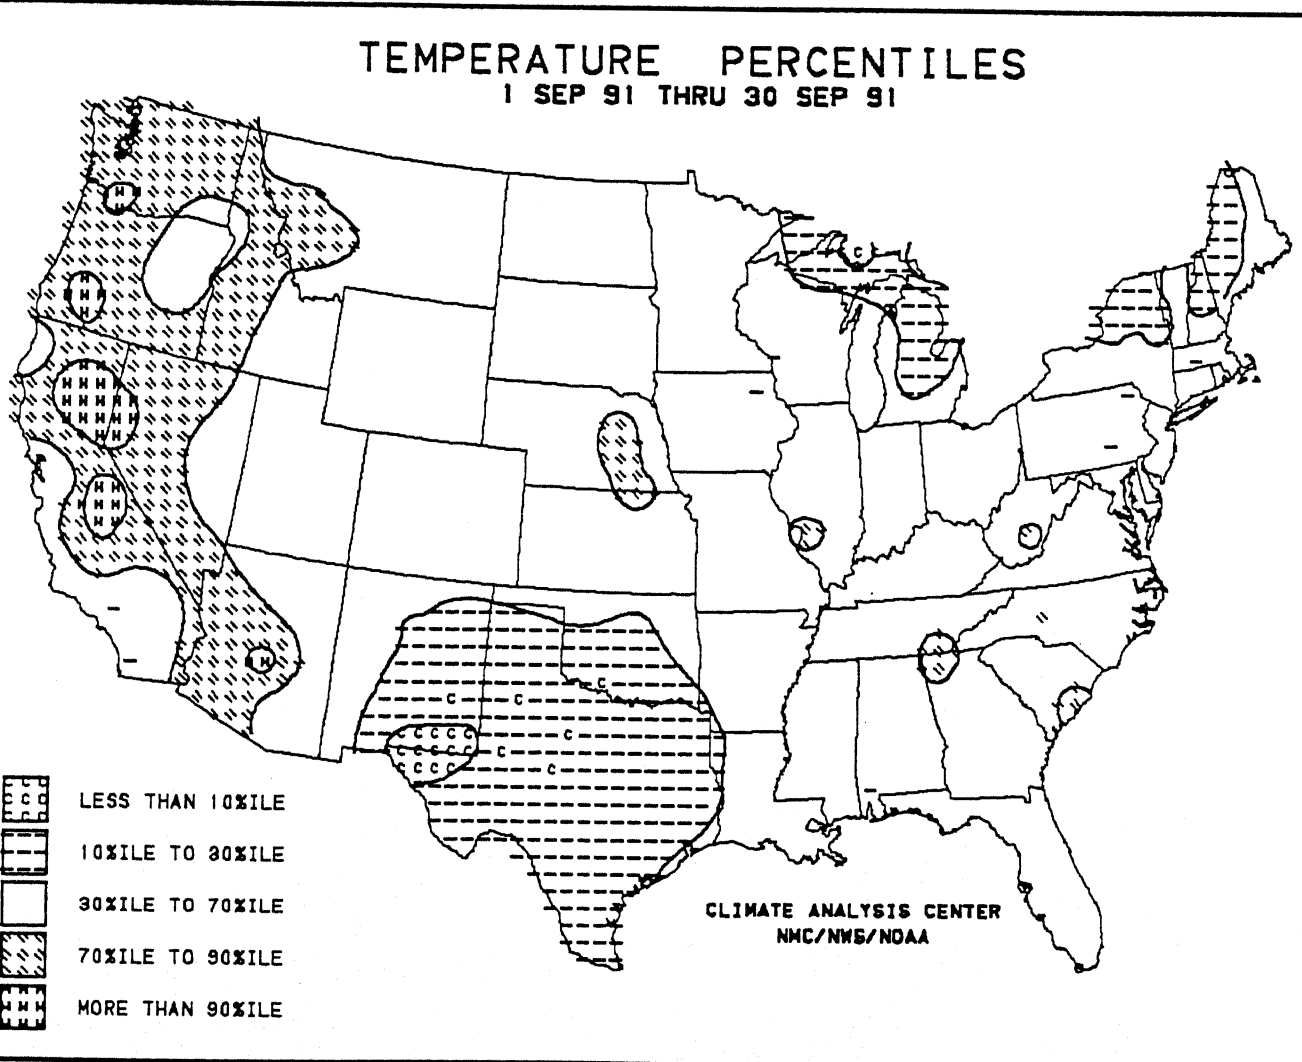 TEMPERATURE PERCENTILES
1 SEP 91 THRU 30 SEP 91
LESS THAN 10%ILE
10%ILE TO 30%ILE
30%ILE TO 70%ILE
70%ILE TO 90%ILE
MORE THAN 90%ILE
CLIMATE ANALYSIS CENTER
NMC/NWS/NOAA